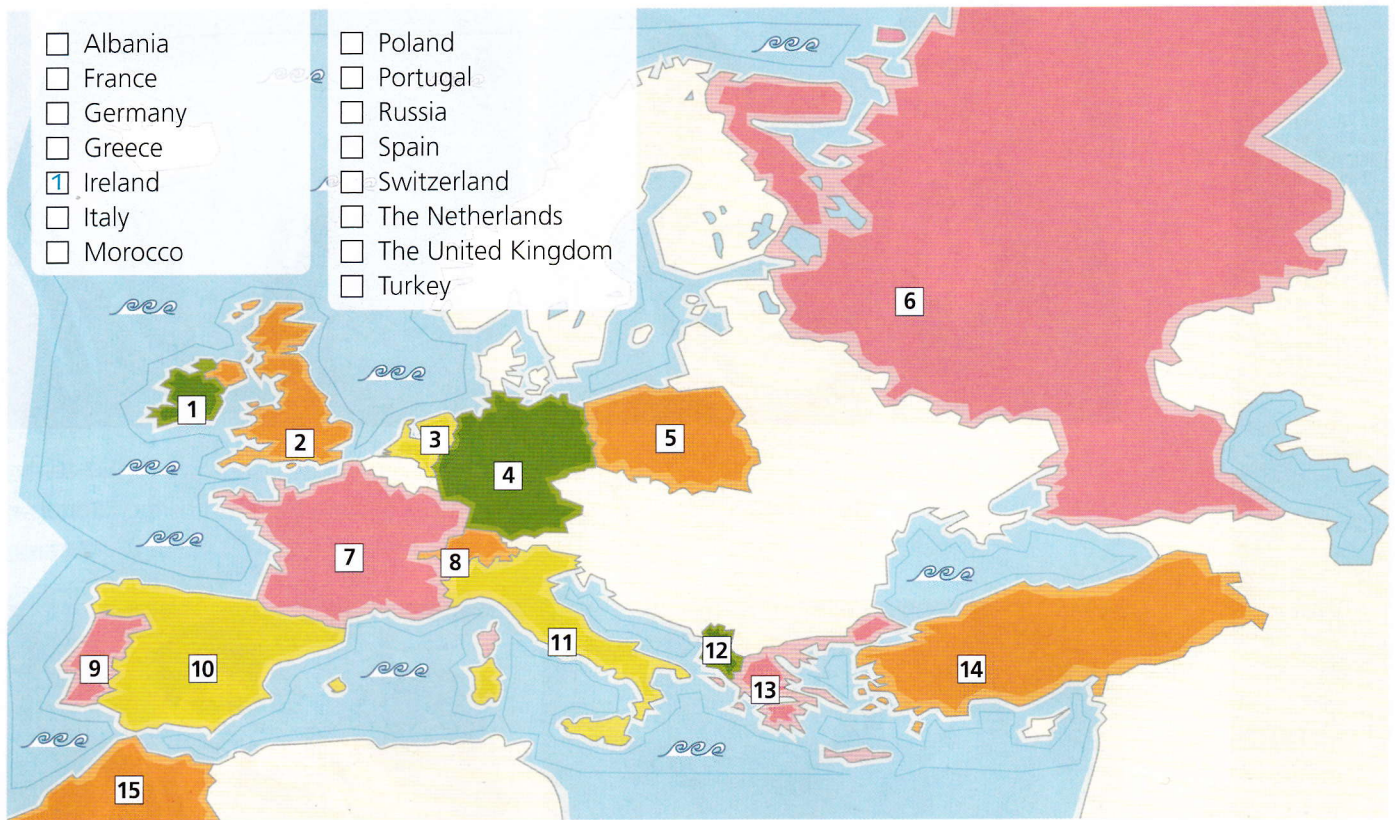 Albania
France
Germany
Greece
1 Ireland
Italy
Morocco
Poland
Portugal
Russia
Spain
Switzerland
The Netherlands
The United Kingdom
Turkey
6
1
2
3
4
5
7
8
9
10
11
12
13
14
15